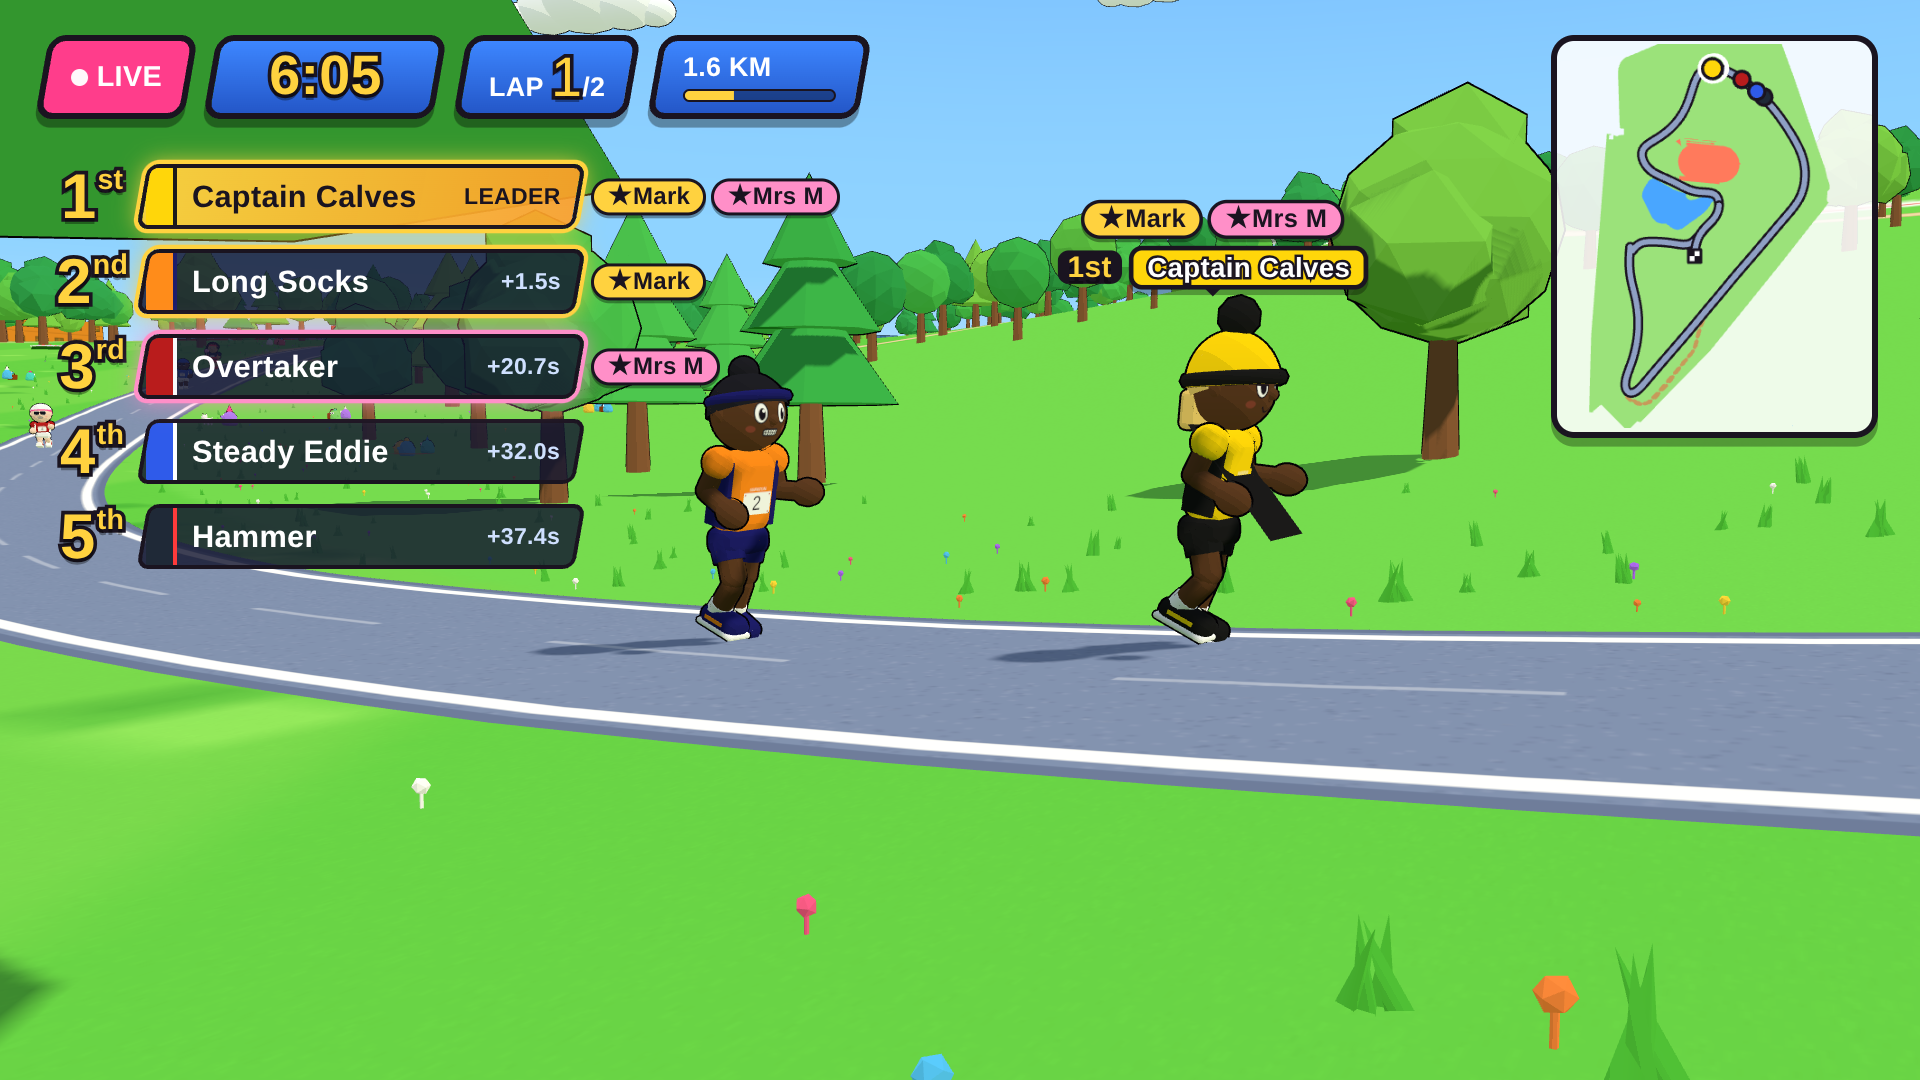 LIVE
6:05
LAP 1/2
1.6 KM
1st Captain Calves LEADER ★Mark ★Mrs M
2nd Long Socks +1.5s ★Mark
3rd Overtaker +20.7s ★Mrs M
4th Steady Eddie +32.0s
5th Hammer +37.4s
★Mark ★Mrs M
1st Captain Calves
2